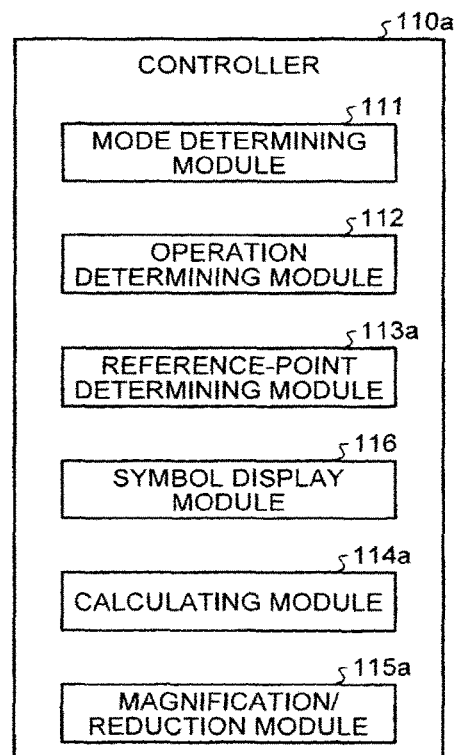 110a
CONTROLLER
111
MODE DETERMINING
MODULE
112
OPERATION
DETERMINING MODULE
113a
REFERENCE-POINT
DETERMINING MODULE
116
SYMBOL DISPLAY
MODULE
114a
CALCULATING MODULE
115a
MAGNIFICATION/
REDUCTION MODULE